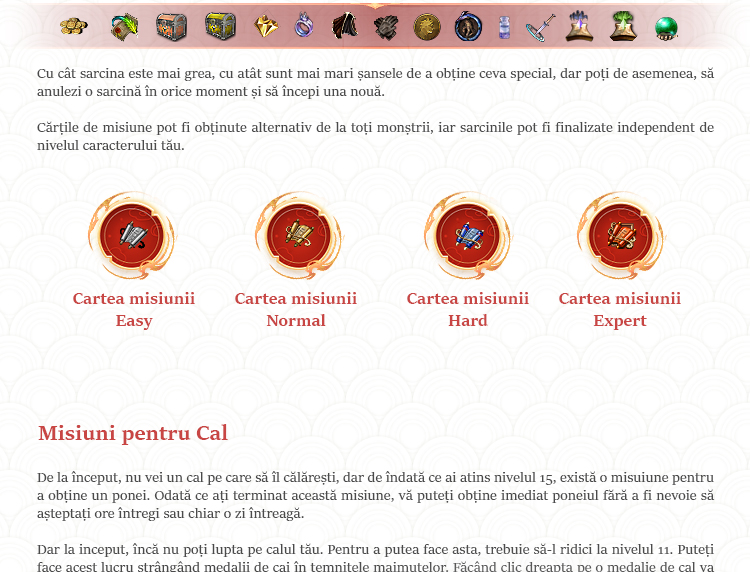 Cu cât sarcina este mai grea, cu atât sunt mai mari șansele de a obține ceva special, dar poți de asemenea, să
anulezi o sarcină în orice moment și să începi una nouă.
Cărțile de misiune pot fi obținute alternativ de la toți monștrii, iar sarcinile pot fi finalizate independent de
nivelul caracterului tău.
Cartea misiunii
Easy
Cartea misiunii
Normal
Cartea misiunii
Hard
Cartea misiunii
Expert
Misiuni pentru Cal
De la început, nu vei un cal pe care să îl călărești, dar de îndată ce ai atins nivelul 15, există o misuiune pentru
a obține un ponei. Odată ce ați terminat această misiune, vă puteți obține imediat poneiul fără a fi nevoie să
așteptați ore întregi sau chiar o zi întreagă.
Dar la inceput, încă nu poți lupta pe calul tău. Pentru a putea face asta, trebuie să-l ridici la nivelul 11. Puteți
face acest lucru strângând medalii de cai în temnițele maimuțelor. Făcând clic dreapta pe o medalie de cal va